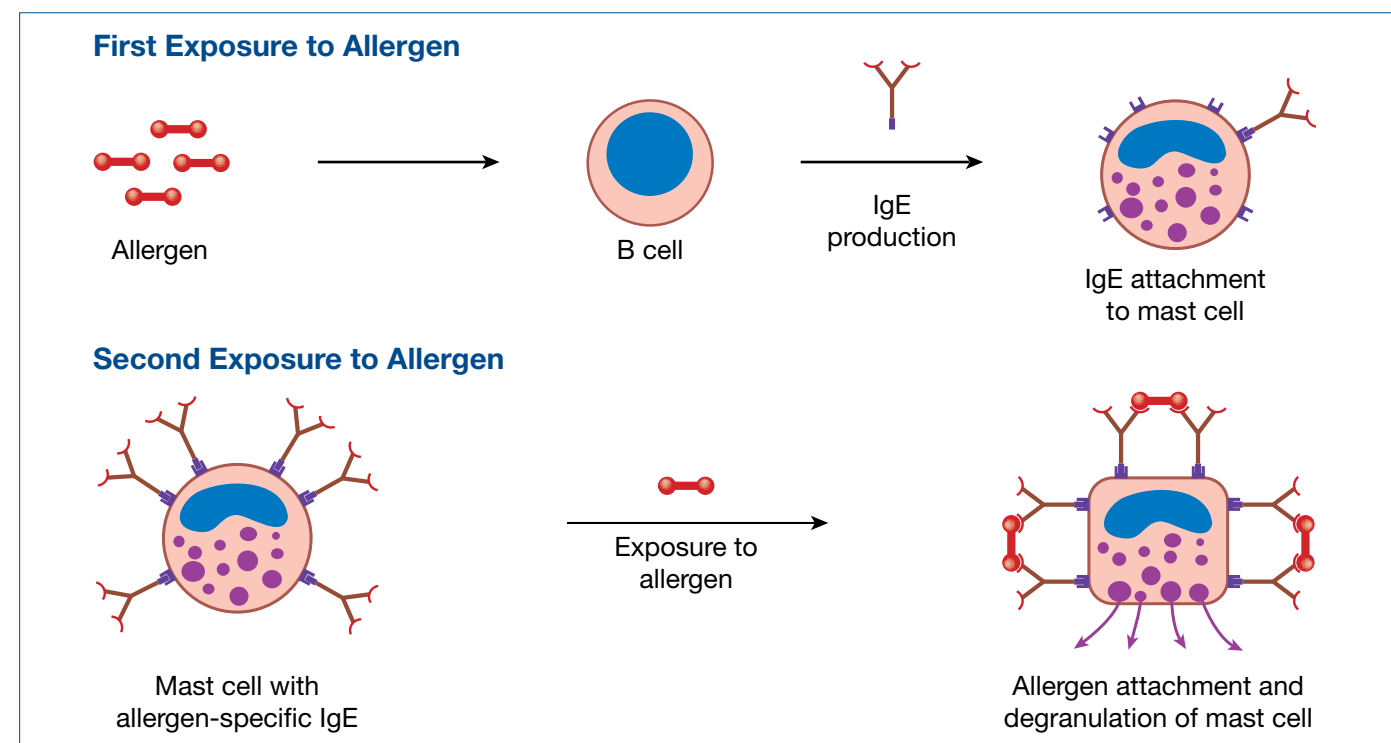 First Exposure to Allergen
Allergen
B cell
IgE
production
IgE attachment
to mast cell
Second Exposure to Allergen
Mast cell with
allergen-specific IgE
Exposure to
allergen
Allergen attachment and
degranulation of mast cell